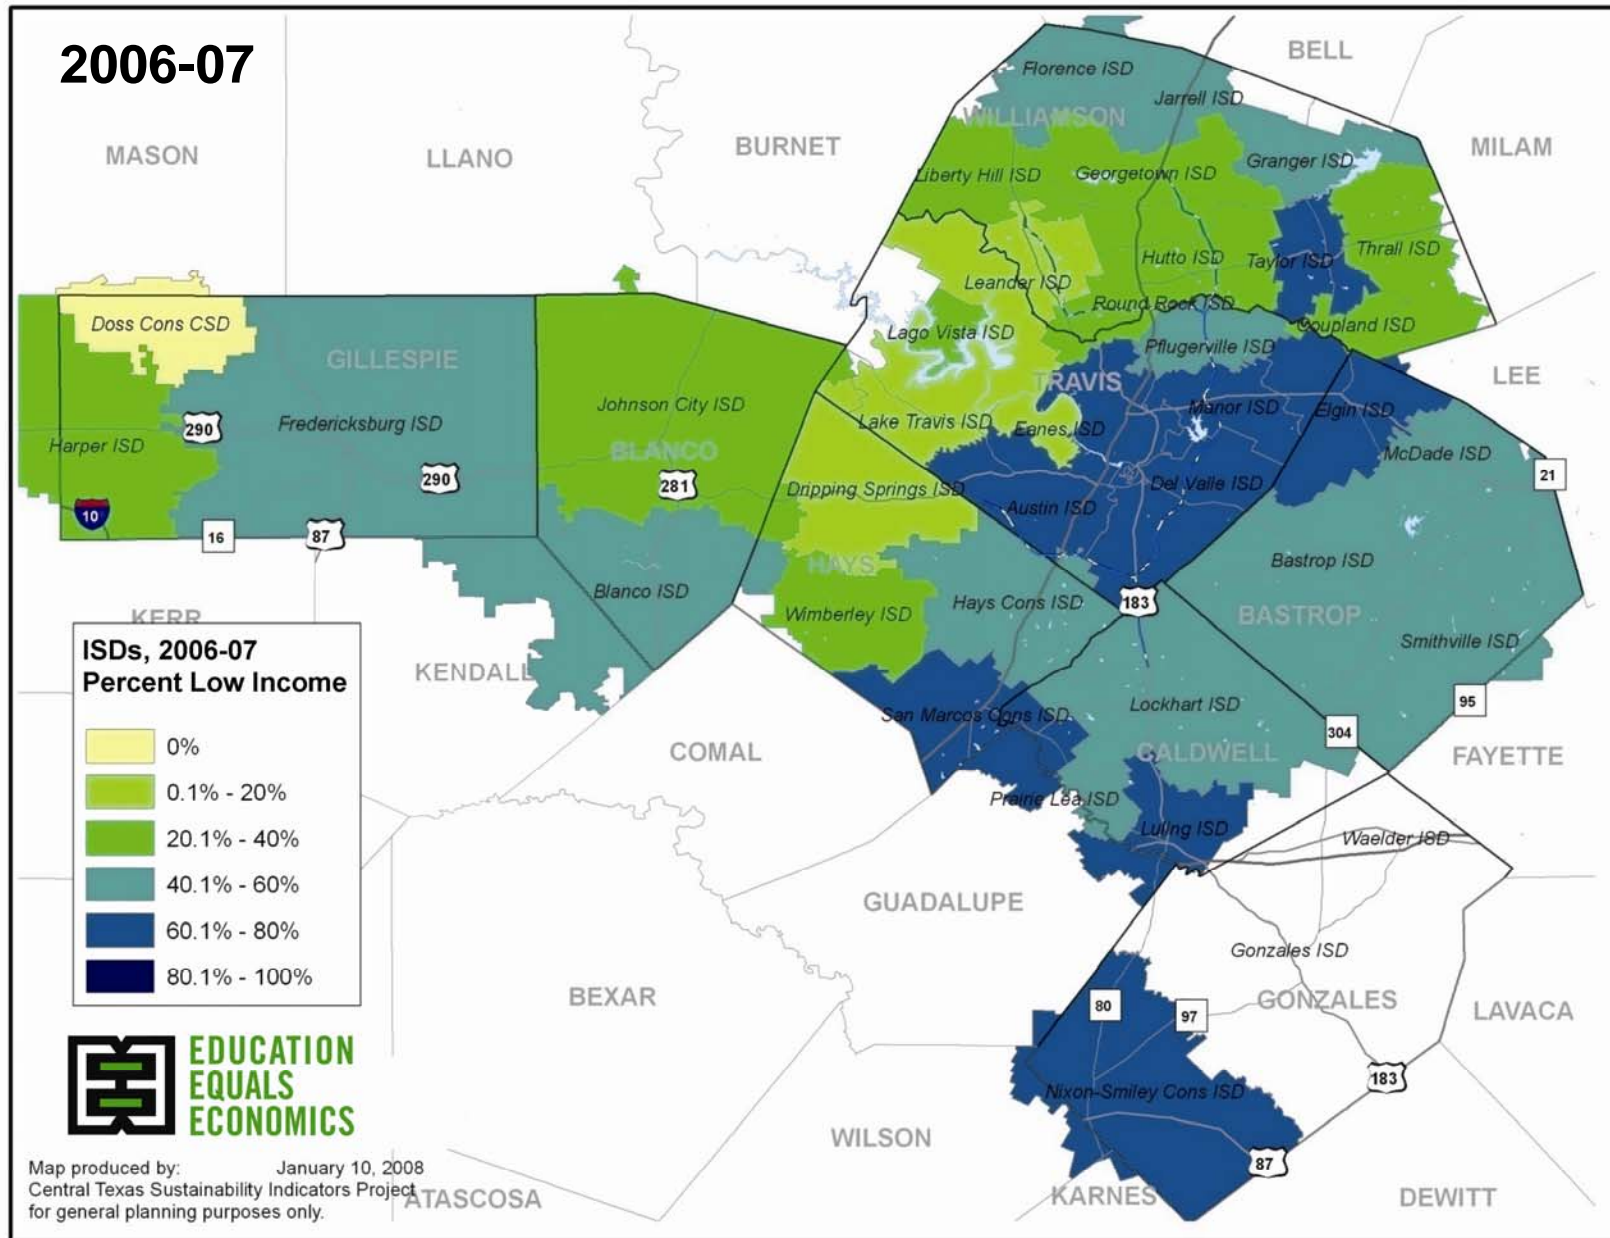 2006-07
BELL
Florence ISD
Jarrell ISD
WILLIAMSON
MASON
LLANO
BURNET
MILAM
Granger ISD
Liberty Hill ISD
Georgetown ISD
Hutto ISD
Taylor ISD
Thrall ISD
Leander ISD
Round Rock ISD
Coupland ISD
Doss Cons CSD
Lago Vista ISD
Pflugerville ISD
GILLESPIE
TRAVIS
LEE
Johnson City ISD
Manor ISD
Elgin ISD
Fredericksburg ISD
290
Lake Travis ISD
Eanes ISD
Harper ISD
BLANCO
McDade ISD
290
281
Dripping Springs ISD
Del Valle ISD
21
10
Austin ISD
16
87
HAYS
Bastrop ISD
Blanco ISD
Hays Cons ISD
183
KERR
Wimberley ISD
BASTROP
Smithville ISD
ISDs, 2006-07
Percent Low Income
0%
0.1% - 20%
20.1% - 40%
40.1% - 60%
60.1% - 80%
80.1% - 100%
KENDALL
San Marcos Cons ISD
Lockhart ISD
95
304
COMAL
CALDWELL
FAYETTE
Prairie Lea ISD
Luling ISD
Waelder ISD
GUADALUPE
Gonzales ISD
BEXAR
80
97
GONZALES
LAVACA
EDUCATION
EQUALS
ECONOMICS
183
Nixon-Smiley Cons ISD
WILSON
87
Map produced by: January 10, 2008
Central Texas Sustainability Indicators Project
for general planning purposes only.
ATASCOSA
KARNES
DEWITT